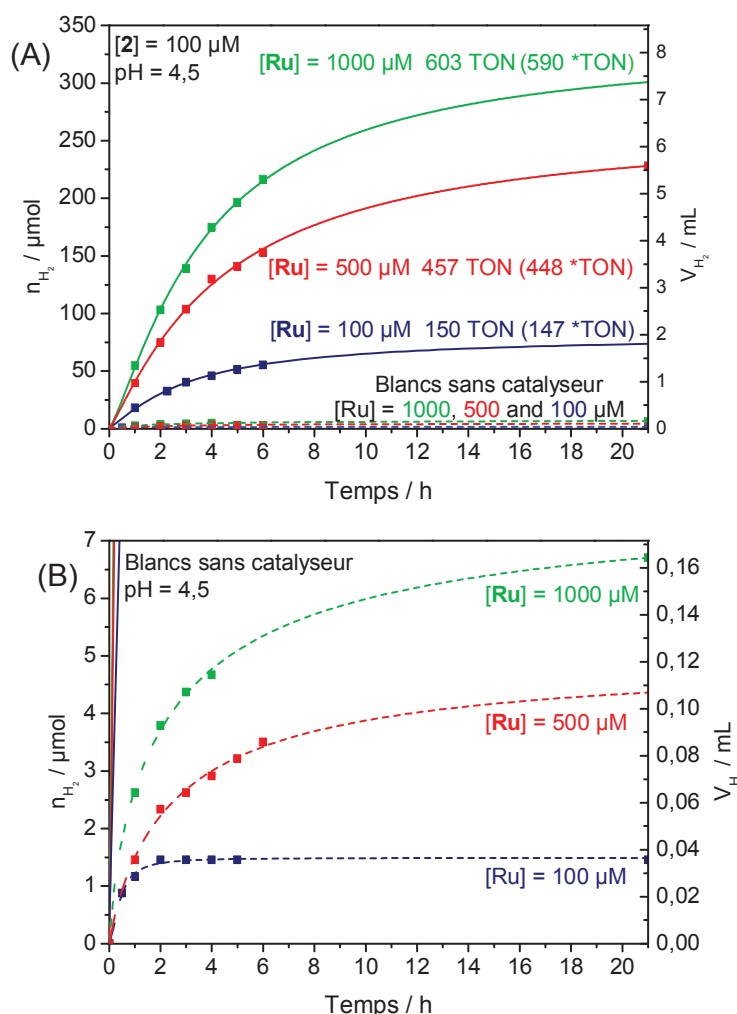 (A)
[2] = 100 µM
pH = 4,5
[Ru] = 1000 µM 603 TON (590 *TON)
[Ru] = 500 µM 457 TON (448 *TON)
[Ru] = 100 µM 150 TON (147 *TON)
Blancs sans catalyseur
[Ru] = 1000, 500 and 100 µM
350
300
250
200
150
100
50
0
n H2 / µmol
8
7
6
5
4
3
2
1
0
V H2 / mL
0 2 4 6 8 10 12 14 16 18 20
Temps / h
(B)
Blancs sans catalyseur
pH = 4,5
[Ru] = 1000 µM
[Ru] = 500 µM
[Ru] = 100 µM
7
6
5
4
3
2
1
0
n H2 / µmol
0,16
0,14
0,12
0,10
0,08
0,06
0,04
0,02
0,00
V H / mL
0 2 4 6 8 10 12 14 16 18 20
Temps / h